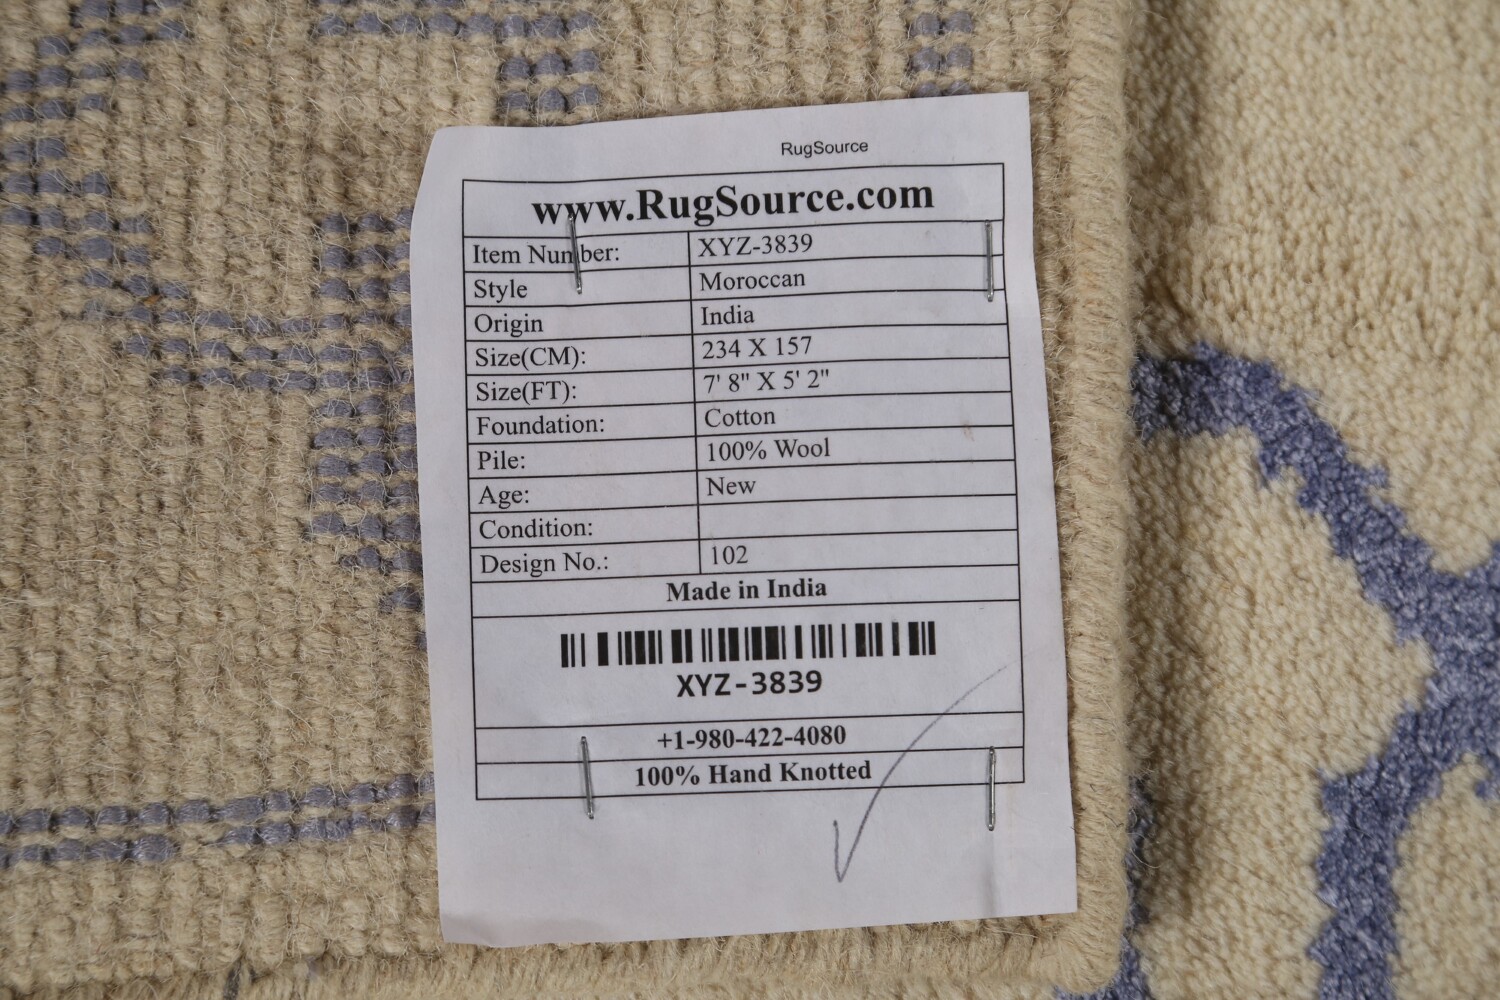 RugSource
www.RugSource.com
Item Number: XYZ-3839
Style Moroccan
Origin India
Size(CM): 234 X 157
Size(FT): 7' 8" X 5' 2"
Foundation: Cotton
Pile: 100% Wool
Age: New
Condition:
Design No.: 102
Made in India
XYZ-3839
+1-980-422-4080
100% Hand Knotted